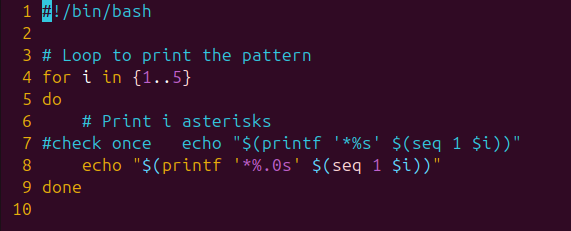 1 #!/bin/bash
2
3 # Loop to print the pattern
4 for i in {1..5}
5 do
6     # Print i asterisks
7 #check once   echo "$(printf '*%s' $(seq 1 $i))"
8     echo "$(printf '*%.0s' $(seq 1 $i))"
9 done
10